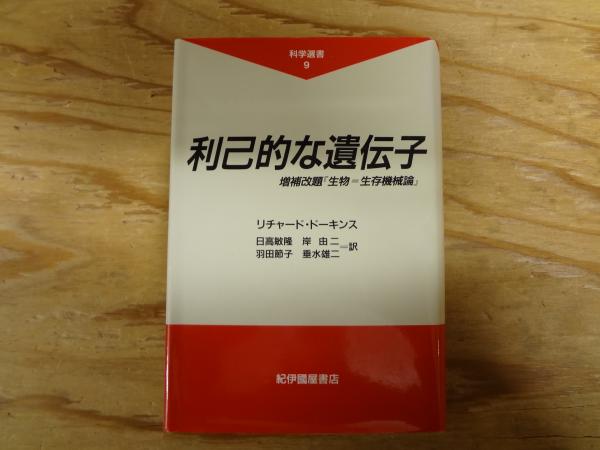 科学選書
9
利己的な遺伝子
増補改題「生物=生存機械論」
リチャード・ドーキンス
日高敏隆 岸 由二
羽田節子 垂水雄二=訳
紀伊國屋書店